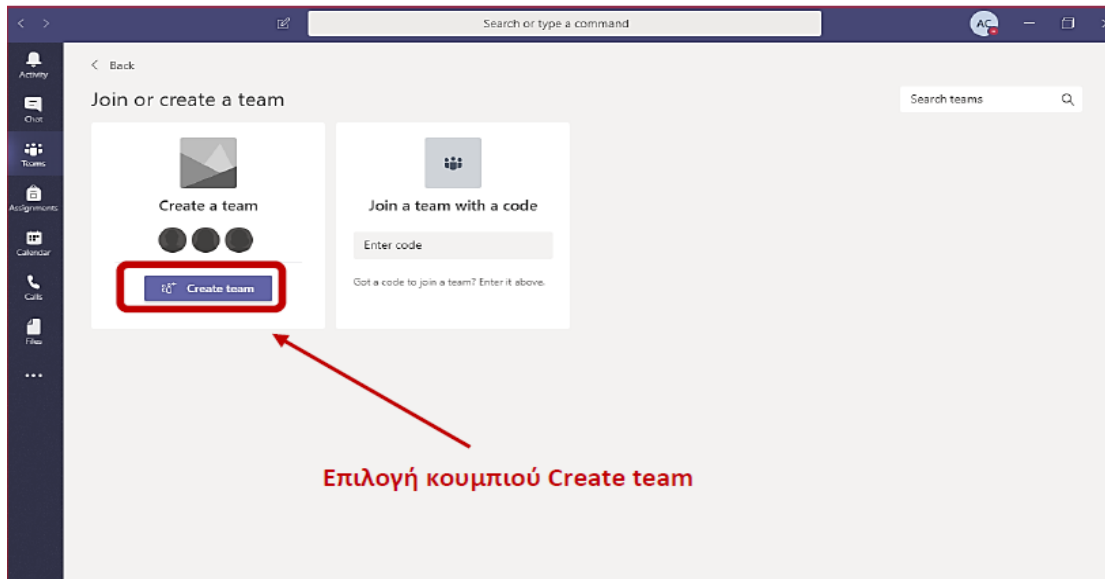 Search or type a command
AC
Activity
Chat
Teams
Assignments
Calendar
Calls
Files
Back
Join or create a team
Search teams
Create a team
Create team
Join a team with a code
Enter code
Got a code to join a team? Enter it above.
Επιλογή κουμπιού Create team